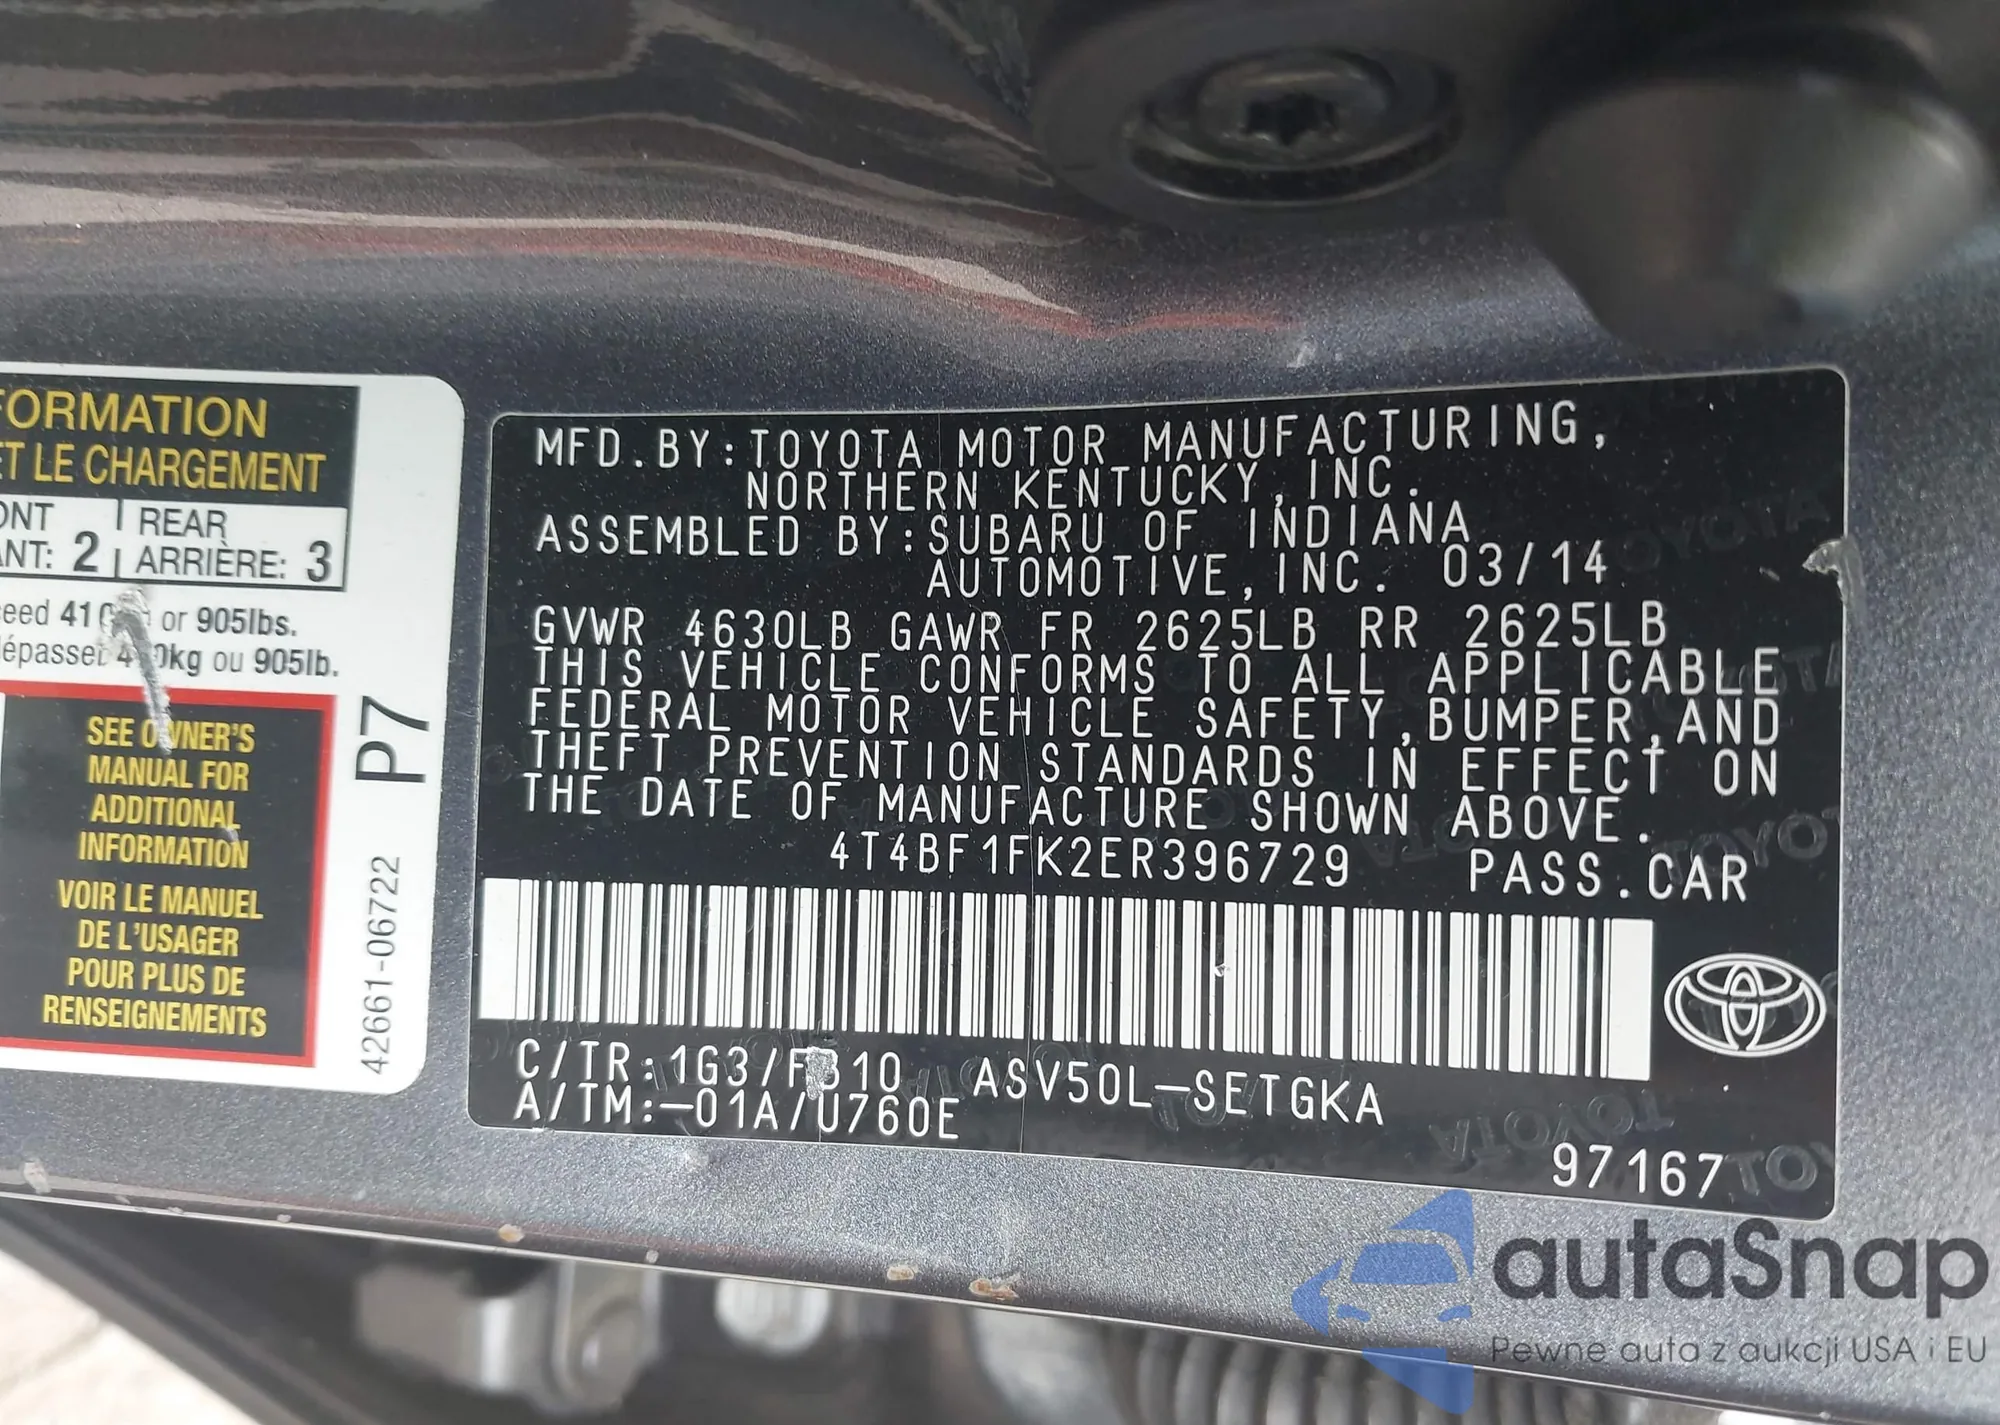 FORMATION
ET LE CHARGEMENT
REAR
ANT: 2
ARRIÈRE: 3
or 905lbs.
kg ou 905lb.
SEE OWNER'S
MANUAL FOR
ADDITIONAL
INFORMATION
VOIR LE MANUEL
DE L'USAGER
POUR PLUS DE
RENSEIGNEMENTS
P7
42661-06722
MFD.BY:TOYOTA MOTOR MANUFACTURING,
NORTHERN KENTUCKY,INC.
ASSEMBLED BY:SUBARU OF INDIANA
AUTOMOTIVE,INC. 03/14
GVWR 4630LB GAWR FR 2625LB RR 2625LB
THIS VEHICLE CONFORMS TO ALL APPLICABLE
FEDERAL MOTOR VEHICLE SAFETY,BUMPER,AND
THEFT PREVENTION STANDARDS IN EFFECT ON
THE DATE OF MANUFACTURE SHOWN ABOVE.
4T4BF1FK2ER396729 PASS.CAR
C/TR:1G3/FB10 ASV50L-SETGKA
A/TM:-01A/U760E
97167
autaSnap
Pewne auta z aukcji USA i EU